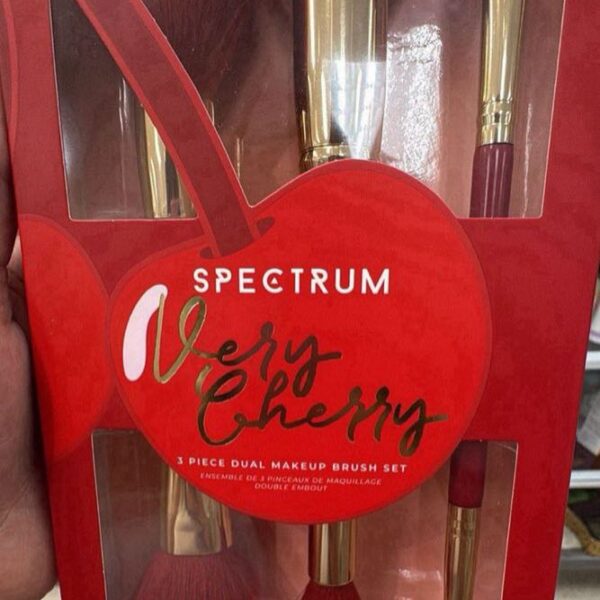 SPECTRUM
Very
Cherry
3 PIECE DUAL MAKEUP BRUSH SET
ENSEMBLE DE 3 PINCEAUX DE MAQUILLAGE
DOUBLE EMBOUT